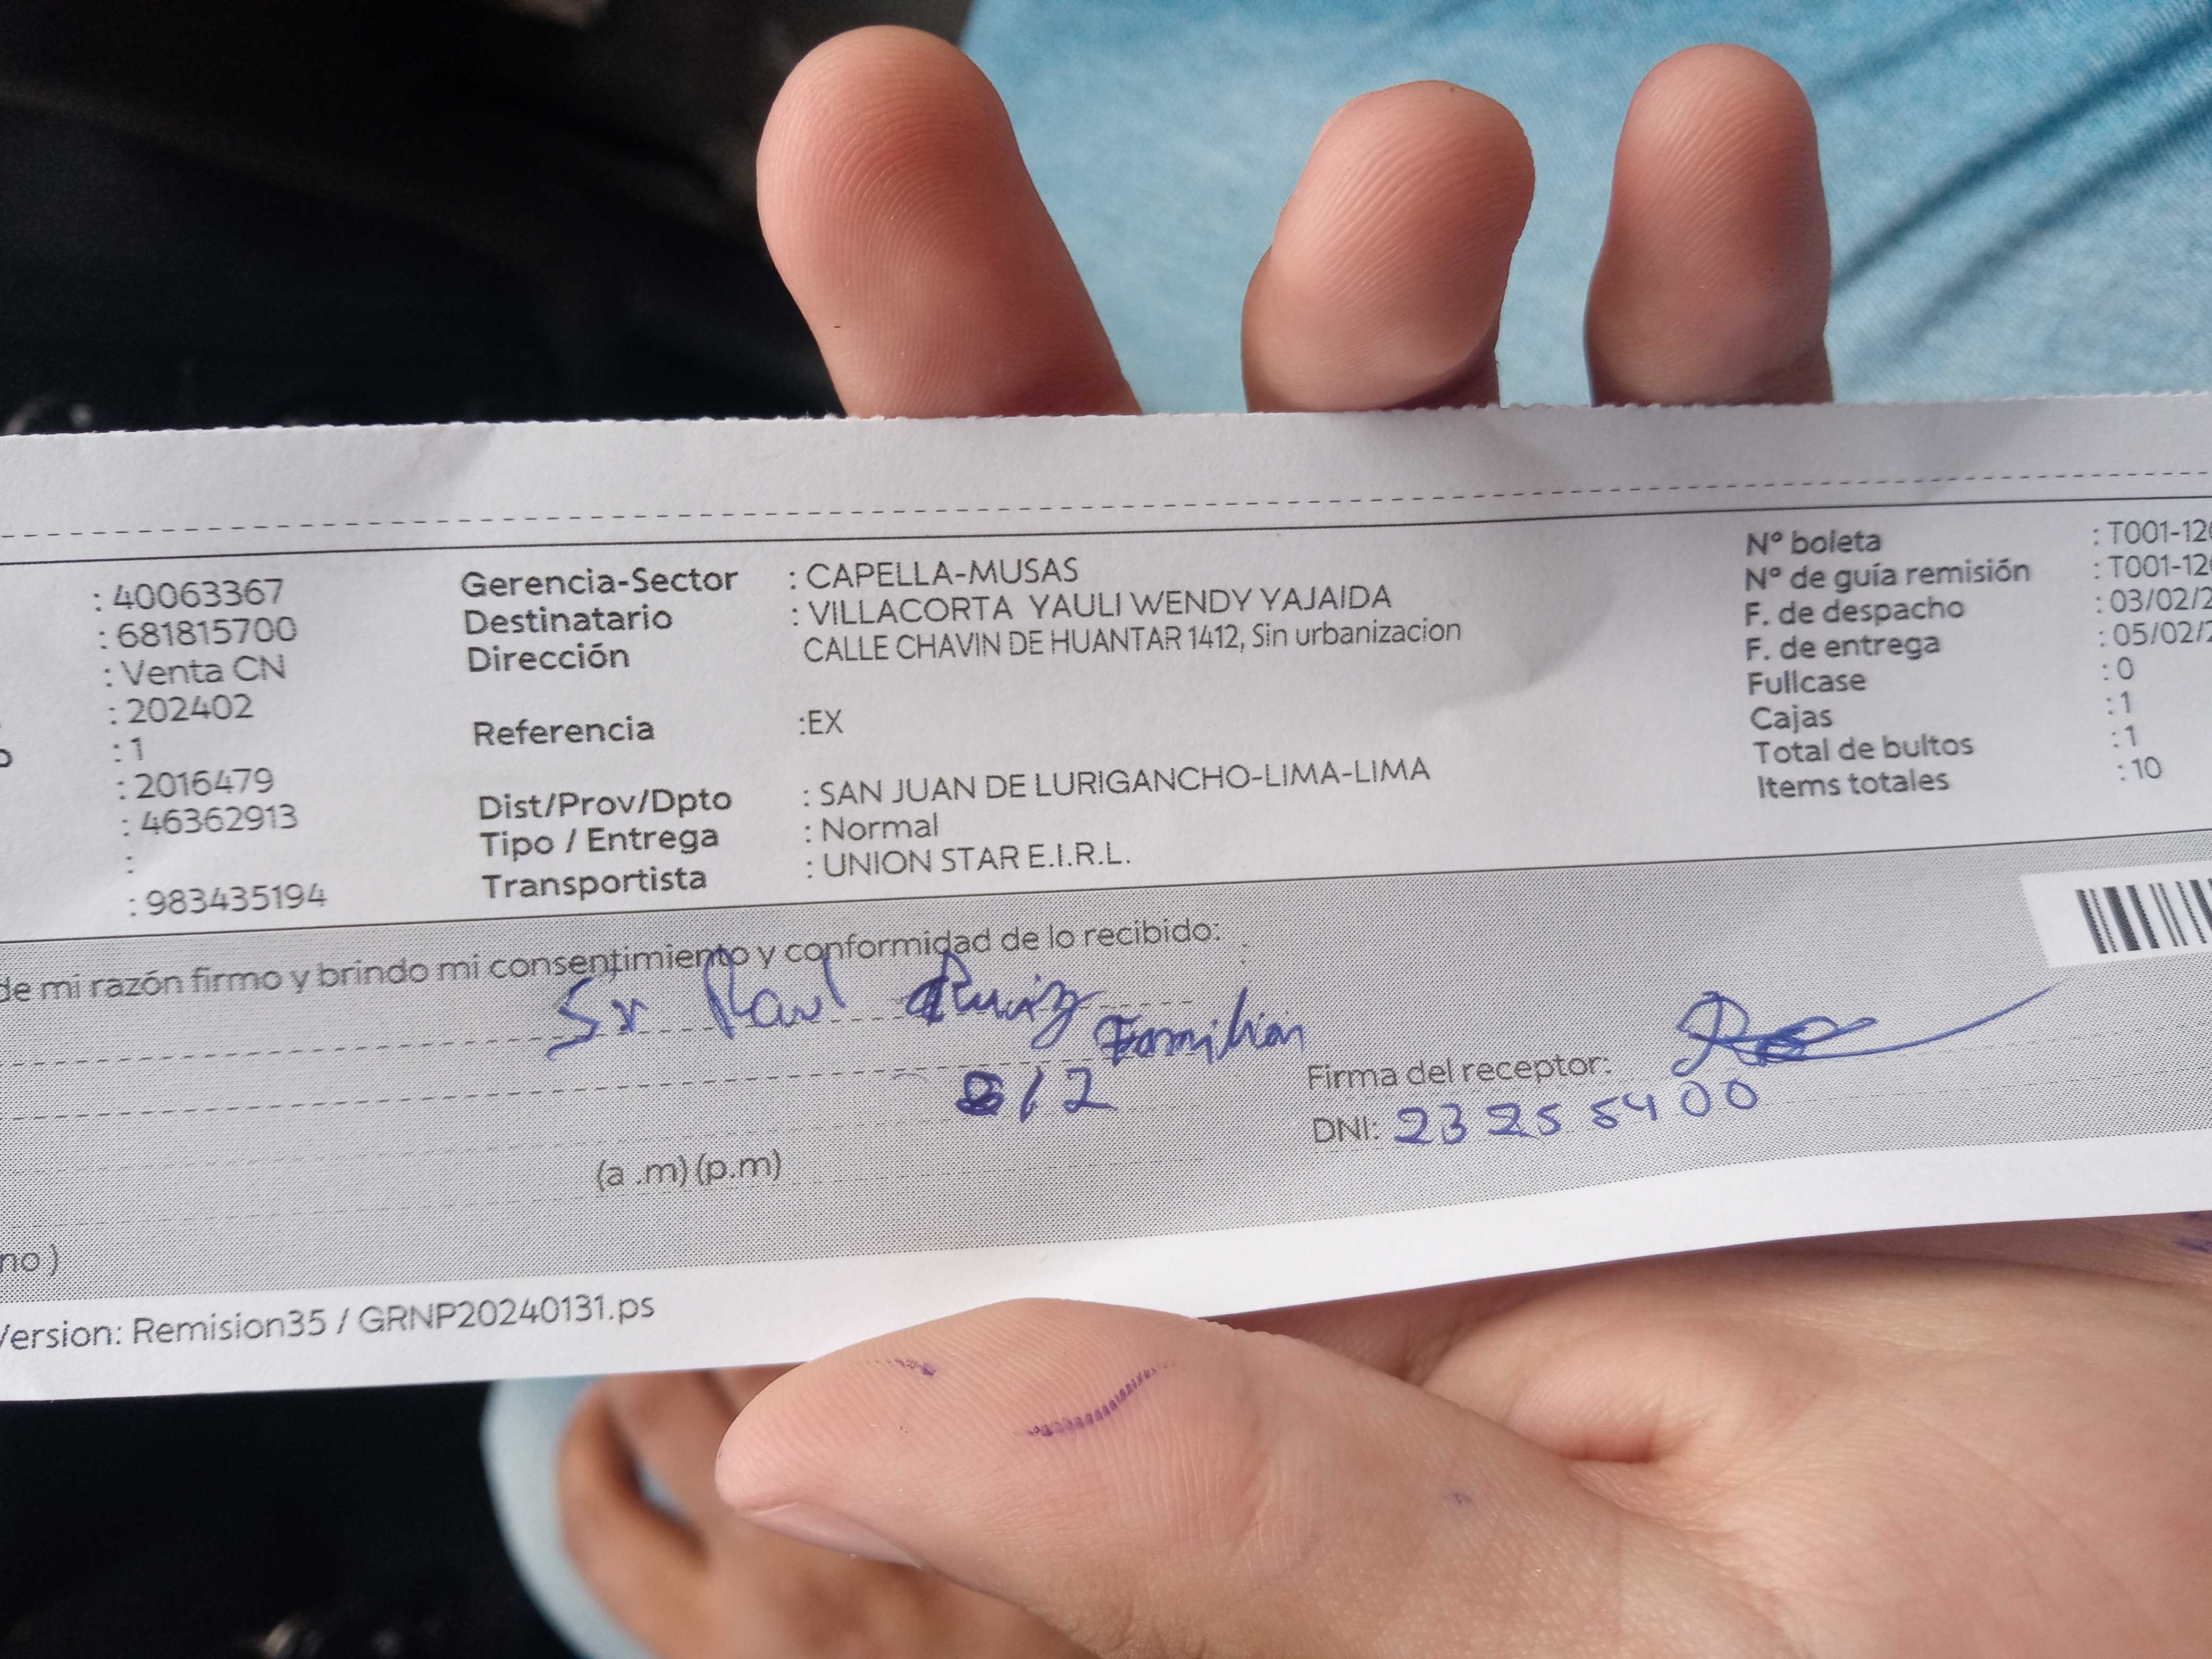 : 40063367 Gerencia-Sector : CAPELLA-MUSAS Nº boleta : T001-12
: 681815700 Destinatario : VILLACORTA YAULI WENDY YAJAIDA Nº de guía remisión : T001-12
: Venta CN Dirección CALLE CHAVIN DE HUANTAR 1412, Sin urbanizacion F. de despacho : 03/02/2
: 202402 F. de entrega : 05/02/2
: 1 Referencia :EX Fullcase : 0
: 2016479 Dist/Prov/Dpto : SAN JUAN DE LURIGANCHO-LIMA-LIMA Cajas : 1
: 46362913 Tipo / Entrega : Normal Total de bultos : 1
: Transportista : UNION STAR E.I.R.L. Items totales : 10
: 983435194
de mi razón firmo y brindo mi consentimiento y conformidad de lo recibido:
Sr Raul Ruiz Familiar
/2
Firma del receptor:
DNI: 23255400
(a .m) (p.m)
no )
Version: Remision35 / GRNP20240131.ps